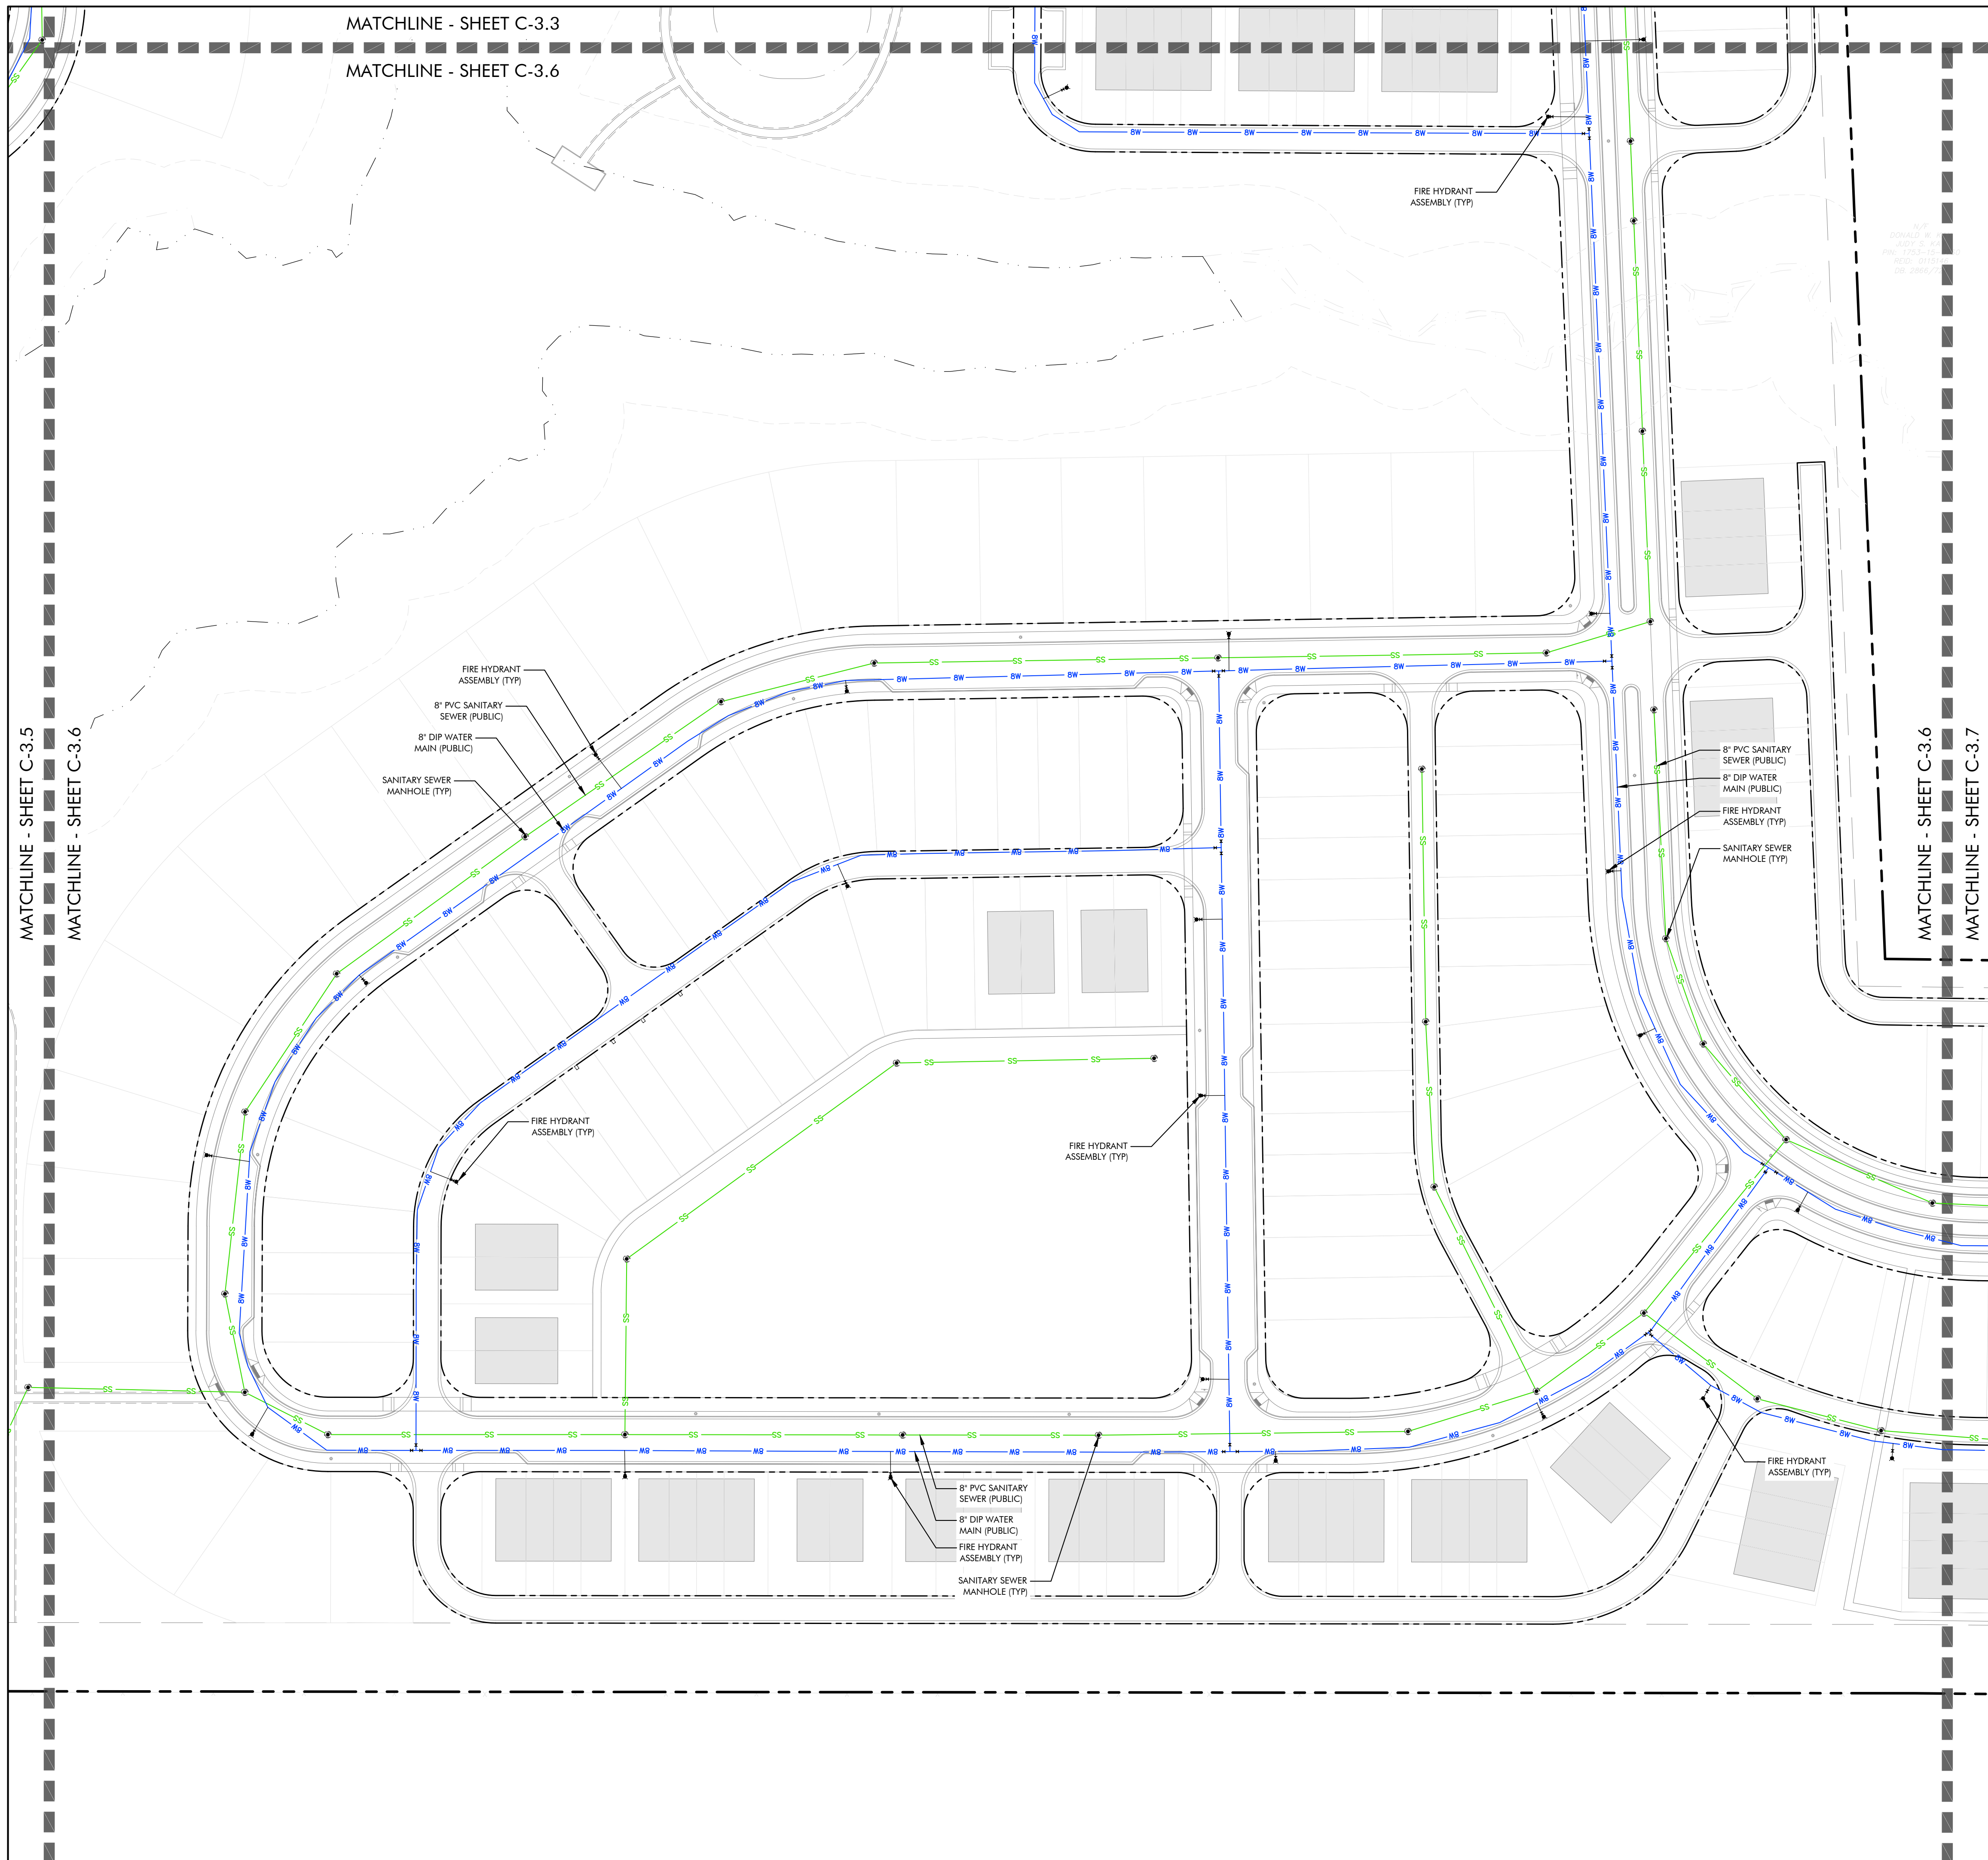 MATCHLINE - SHEET C-3.3
MATCHLINE - SHEET C-3.6
FIRE HYDRANT
ASSEMBLY (TYP)
N/F
FIRE HYDRANT
ASSEMBLY (TYP)
8" PVC SANITARY
SEWER (PUBLIC)
8" DIP WATER
MAIN (PUBLIC)
SANITARY SEWER
MANHOLE (TYP)
MATCHLINE - SHEET C-3.5
MATCHLINE - SHEET C-3.6
8" PVC SANITARY
SEWER (PUBLIC)
8" DIP WATER
MAIN (PUBLIC)
FIRE HYDRANT
ASSEMBLY (TYP)
SANITARY SEWER
MANHOLE (TYP)
MATCHLINE - SHEET C-3.6
MATCHLINE - SHEET C-3.7
FIRE HYDRANT
ASSEMBLY (TYP)
FIRE HYDRANT
ASSEMBLY (TYP)
FIRE HYDRANT
ASSEMBLY (TYP)
8" PVC SANITARY
SEWER (PUBLIC)
8" DIP WATER
MAIN (PUBLIC)
FIRE HYDRANT
ASSEMBLY (TYP)
SANITARY SEWER
MANHOLE (TYP)
8W
SS